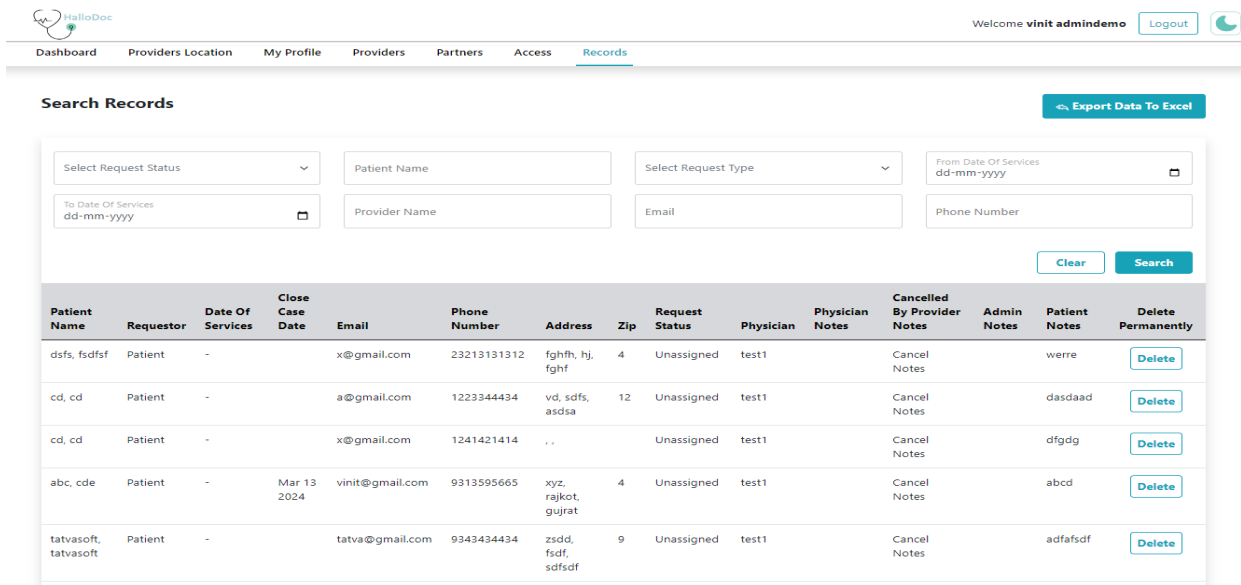 HalloDoc
Welcome vinit admindemo Logout
Dashboard Providers Location My Profile Providers Partners Access Records
Search Records
Export Data To Excel
Select Request Status Patient Name Select Request Type From Date Of Services
dd-mm-yyyy
To Date Of Services
dd-mm-yyyy Provider Name Email Phone Number
Clear Search
Patient Name Requestor Date Of Services Close Case Date Email Phone Number Address Zip Request Status Physician Physician Notes Cancelled By Provider Notes Admin Notes Patient Notes Delete Permanently
dsfs, fsdfsf Patient - x@gmail.com 23213131312 fghfh, hj, fghf 4 Unassigned test1 Cancel Notes werre Delete
cd, cd Patient - a@gmail.com 1223344434 vd, sdfs, asdsa 12 Unassigned test1 Cancel Notes dasdaad Delete
cd, cd Patient - x@gmail.com 1241421414 , , Unassigned test1 Cancel Notes dfgdg Delete
abc, cde Patient - Mar 13 2024 vinit@gmail.com 9313595665 xyz, rajkot, gujrat 4 Unassigned test1 Cancel Notes abcd Delete
tatvasoft, tatvasoft Patient - tatva@gmail.com 9343434434 zsdd, fsdf, sdfsdf 9 Unassigned test1 Cancel Notes adfafsdf Delete